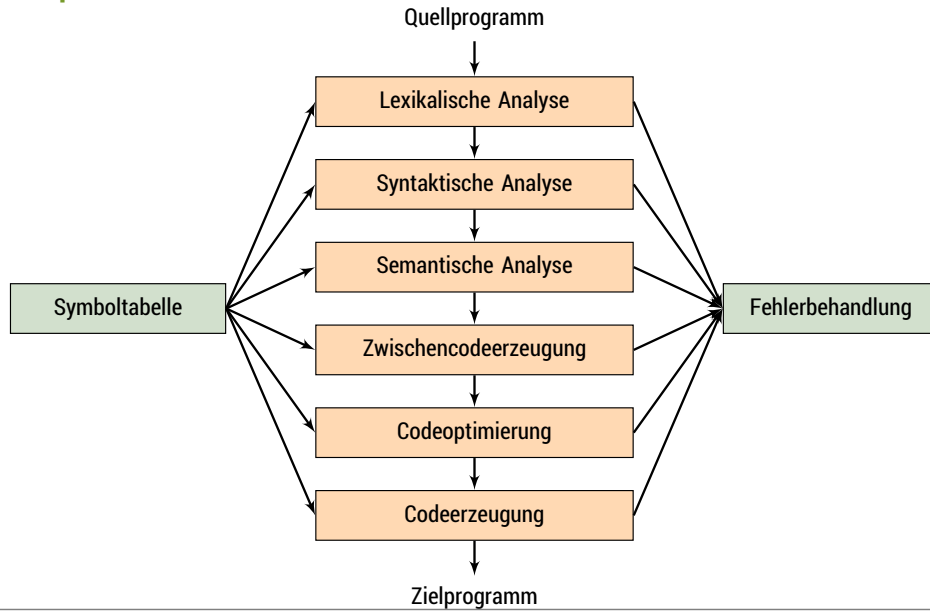 Quellprogramm
Lexikalische Analyse
Syntaktische Analyse
Semantische Analyse
Symboltabelle
Fehlerbehandlung
Zwischencodeerzeugung
Codeoptimierung
Codeerzeugung
Zielprogramm